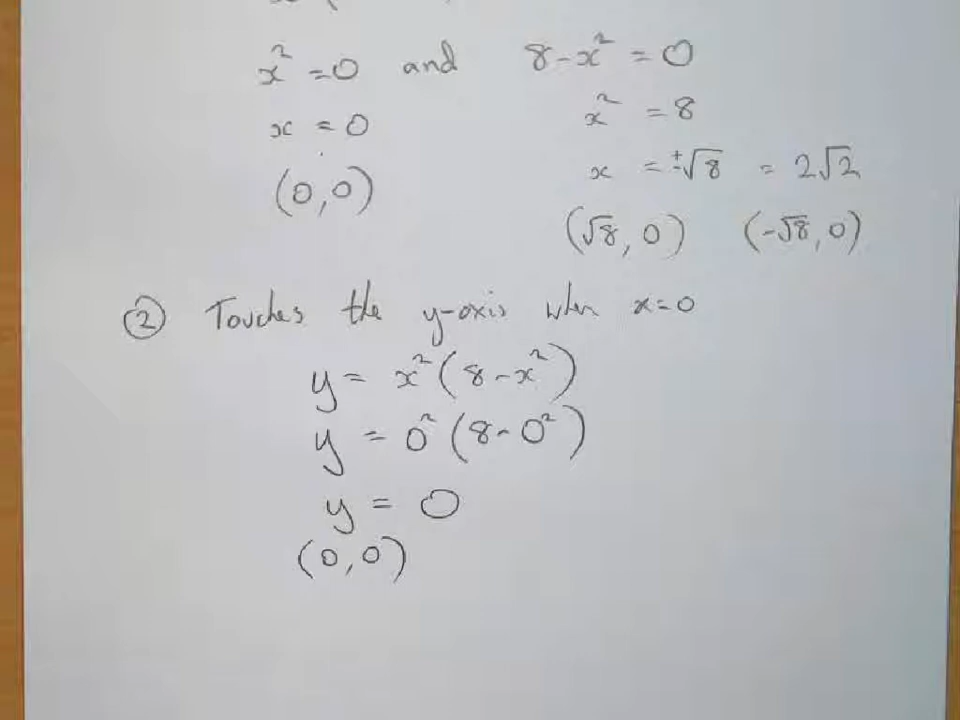 x² = 0 and 8 - x² = 0
x = 0 x² = 8
x = ±√8 = 2√2
(0,0) (√8, 0) (-√8, 0)
② Touches the y-axis when x=0
y = x² (8 - x²)
y = 0² (8 - 0²)
y = 0
(0,0)